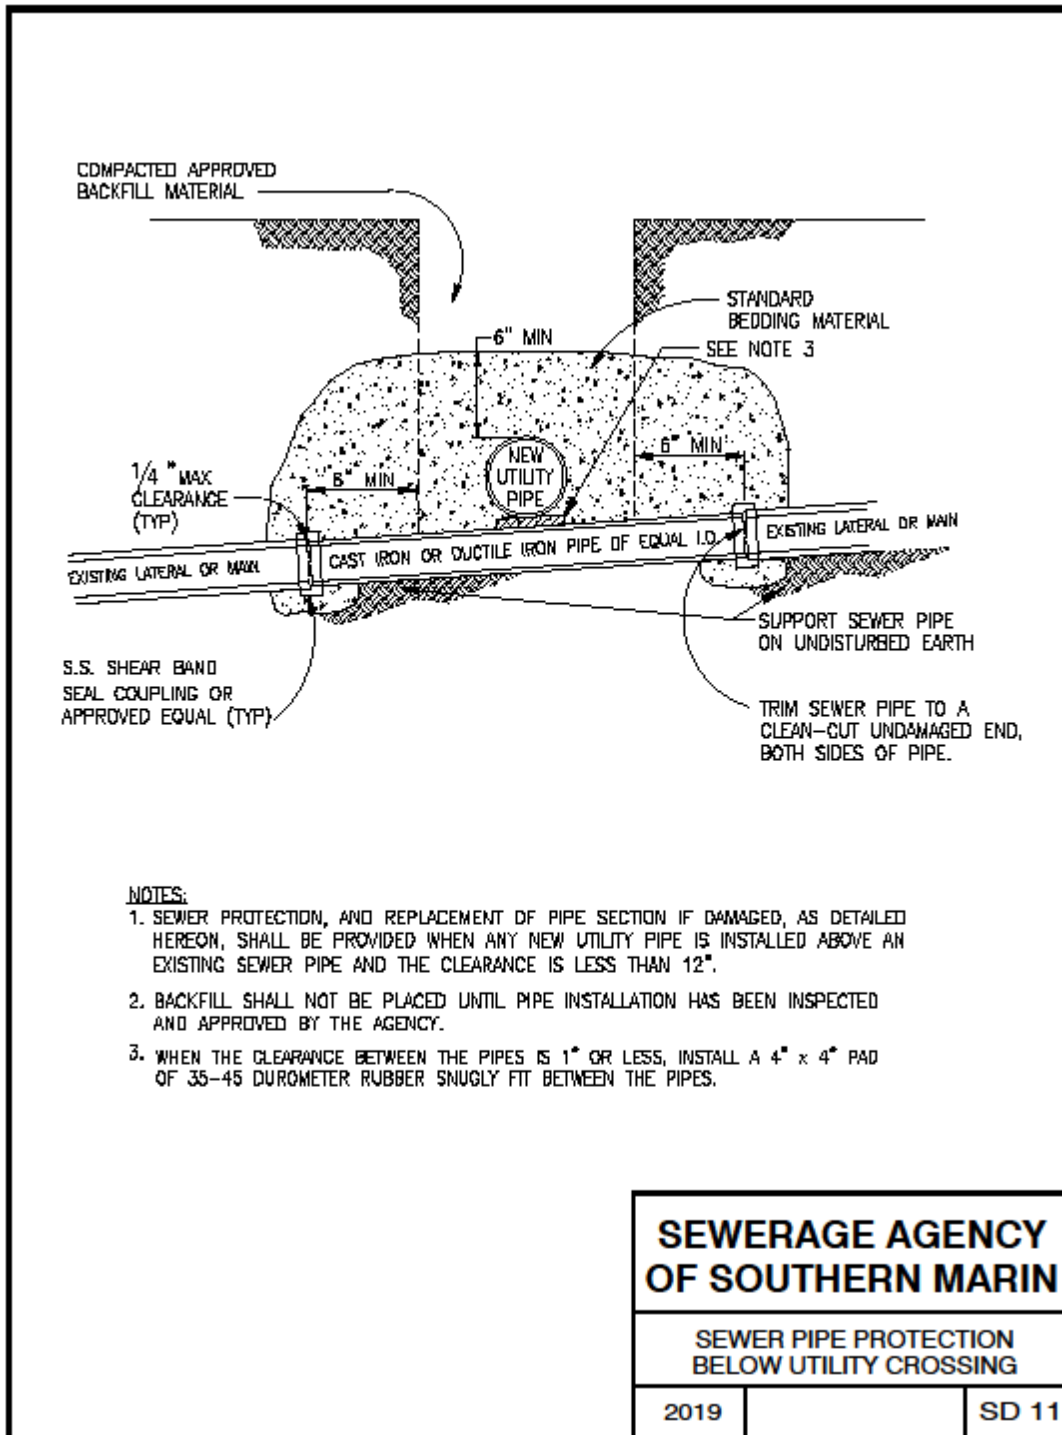 COMPACTED APPROVED
BACKFILL MATERIAL
STANDARD
BEDDING MATERIAL
6" MIN
SEE NOTE 3
6" MIN
NEW
UTILITY
PIPE
1/4 " MAX
CLEARANCE
(TYP)
6" MIN
EXISTING LATERAL OR MAIN
CAST IRON OR DUCTILE IRON PIPE OF EQUAL I.D.
EXISTING LATERAL OR MAIN
SUPPORT SEWER PIPE
ON UNDISTURBED EARTH
S.S. SHEAR BAND
SEAL COUPLING OR
APPROVED EQUAL (TYP)
TRIM SEWER PIPE TO A
CLEAN-CUT UNDAMAGED END,
BOTH SIDES OF PIPE.
NOTES:
1. SEWER PROTECTION, AND REPLACEMENT OF PIPE SECTION IF DAMAGED, AS DETAILED
HEREON, SHALL BE PROVIDED WHEN ANY NEW UTILITY PIPE IS INSTALLED ABOVE AN
EXISTING SEWER PIPE AND THE CLEARANCE IS LESS THAN 12".
2. BACKFILL SHALL NOT BE PLACED UNTIL PIPE INSTALLATION HAS BEEN INSPECTED
AND APPROVED BY THE AGENCY.
3. WHEN THE CLEARANCE BETWEEN THE PIPES IS 1" OR LESS, INSTALL A 4" x 4" PAD
OF 35-45 DUROMETER RUBBER SNUGLY FIT BETWEEN THE PIPES.
SEWERAGE AGENCY
OF SOUTHERN MARIN
SEWER PIPE PROTECTION
BELOW UTILITY CROSSING
2019
SD 11